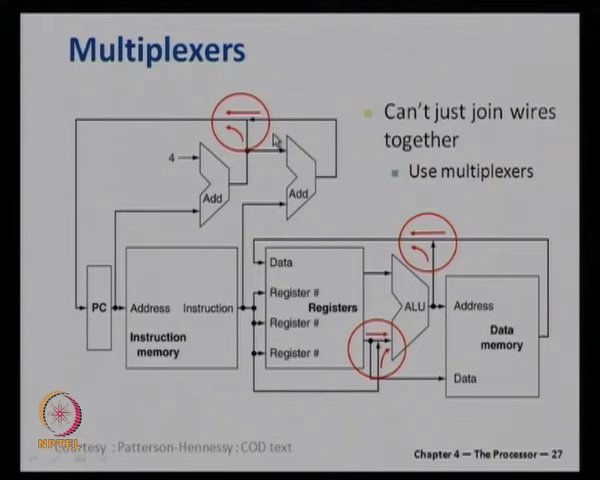 Multiplexers
Can't just join wires
together
Use multiplexers
4
Add
Add
PC
Address
Instruction
Instruction
memory
Data
Register #
Registers
Register #
Register #
ALU
Address
Data
memory
Data
NPTEL
Courtesy :Patterson-Hennessy:COD text
Chapter 4 — The Processor — 27